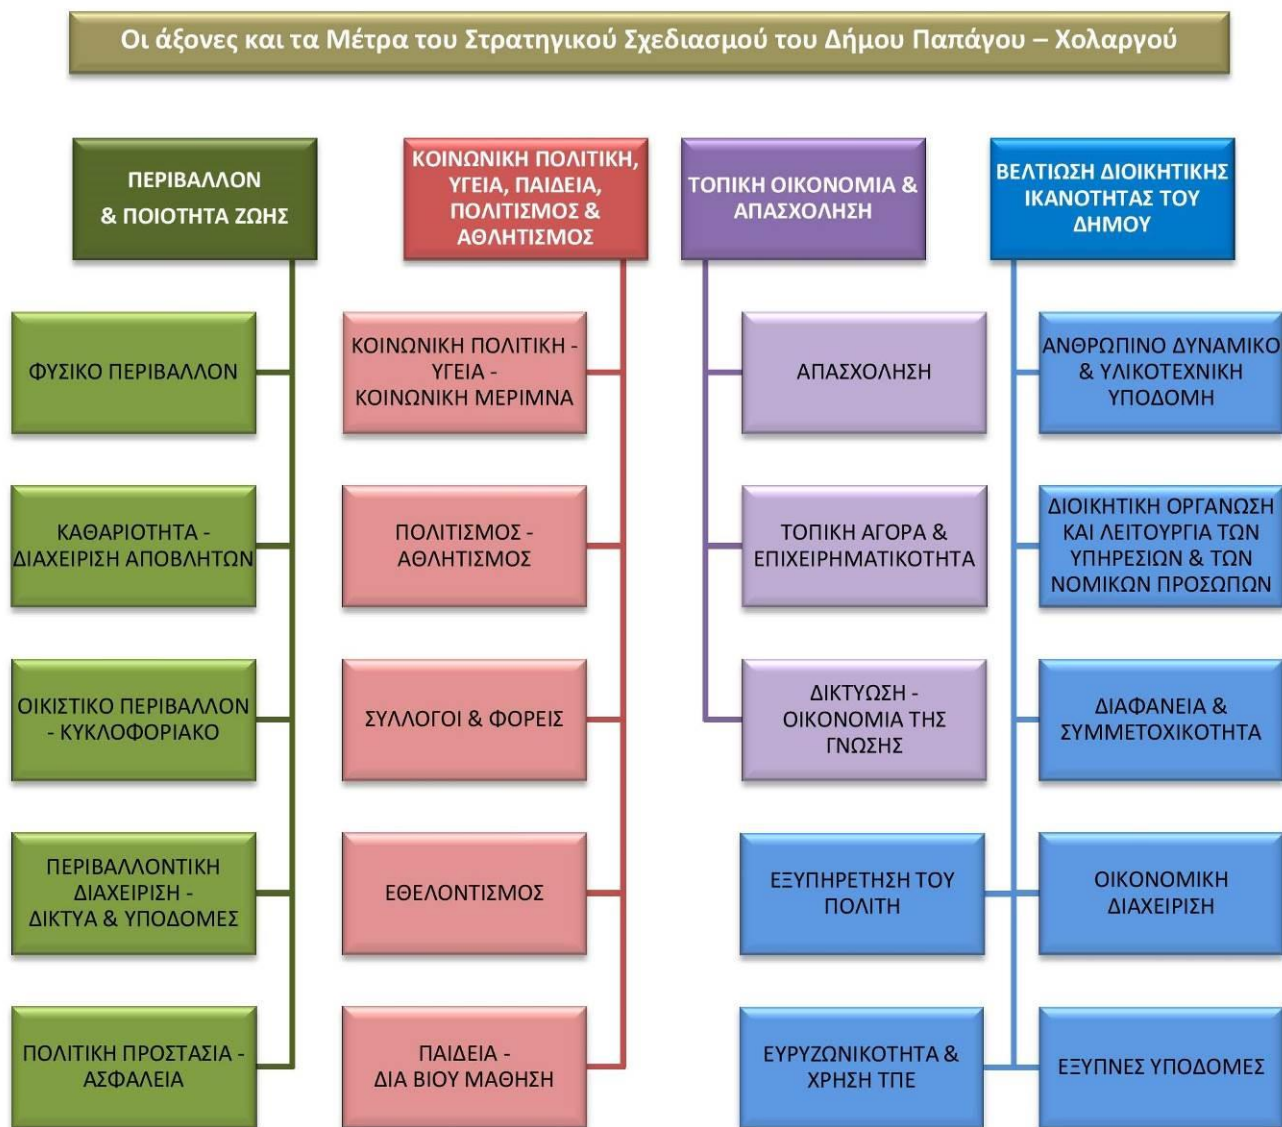 Οι άξονες και τα Μέτρα του Στρατηγικού Σχεδιασμού του Δήμου Παπάγου – Χολαργού
ΠΕΡΙΒΑΛΛΟΝ
& ΠΟΙΟΤΗΤΑ ΖΩΗΣ
ΦΥΣΙΚΟ ΠΕΡΙΒΑΛΛΟΝ
ΚΑΘΑΡΙΟΤΗΤΑ -
ΔΙΑΧΕΙΡΙΣΗ ΑΠΟΒΛΗΤΩΝ
ΟΙΚΙΣΤΙΚΟ ΠΕΡΙΒΑΛΛΟΝ
- ΚΥΚΛΟΦΟΡΙΑΚΟ
ΠΕΡΙΒΑΛΛΟΝΤΙΚΗ
ΔΙΑΧΕΙΡΙΣΗ -
ΔΙΚΤΥΑ & ΥΠΟΔΟΜΕΣ
ΠΟΛΙΤΙΚΗ ΠΡΟΣΤΑΣΙΑ -
ΑΣΦΑΛΕΙΑ
ΚΟΙΝΩΝΙΚΗ ΠΟΛΙΤΙΚΗ,
ΥΓΕΙΑ, ΠΑΙΔΕΙΑ,
ΠΟΛΙΤΙΣΜΟΣ &
ΑΘΛΗΤΙΣΜΟΣ
ΚΟΙΝΩΝΙΚΗ ΠΟΛΙΤΙΚΗ -
ΥΓΕΙΑ -
ΚΟΙΝΩΝΙΚΗ ΜΕΡΙΜΝΑ
ΠΟΛΙΤΙΣΜΟΣ -
ΑΘΛΗΤΙΣΜΟΣ
ΣΥΛΛΟΓΟΙ & ΦΟΡΕΙΣ
ΕΘΕΛΟΝΤΙΣΜΟΣ
ΠΑΙΔΕΙΑ -
ΔΙΑ ΒΙΟΥ ΜΑΘΗΣΗ
ΤΟΠΙΚΗ ΟΙΚΟΝΟΜΙΑ &
ΑΠΑΣΧΟΛΗΣΗ
ΑΠΑΣΧΟΛΗΣΗ
ΤΟΠΙΚΗ ΑΓΟΡΑ &
ΕΠΙΧΕΙΡΗΜΑΤΙΚΟΤΗΤΑ
ΔΙΚΤΥΩΣΗ -
ΟΙΚΟΝΟΜΙΑ ΤΗΣ
ΓΝΩΣΗΣ
ΒΕΛΤΙΩΣΗ ΔΙΟΙΚΗΤΙΚΗΣ
ΙΚΑΝΟΤΗΤΑΣ ΤΟΥ
ΔΗΜΟΥ
ΑΝΘΡΩΠΙΝΟ ΔΥΝΑΜΙΚΟ
& ΥΛΙΚΟΤΕΧΝΙΚΗ
ΥΠΟΔΟΜΗ
ΔΙΟΙΚΗΤΙΚΗ ΟΡΓΑΝΩΣΗ
ΚΑΙ ΛΕΙΤΟΥΡΓΙΑ ΤΩΝ
ΥΠΗΡΕΣΙΩΝ & ΤΩΝ
ΝΟΜΙΚΩΝ ΠΡΟΣΩΠΩΝ
ΔΙΑΦΑΝΕΙΑ &
ΣΥΜΜΕΤΟΧΙΚΟΤΗΤΑ
ΕΞΥΠΗΡΕΤΗΣΗ ΤΟΥ
ΠΟΛΙΤΗ
ΟΙΚΟΝΟΜΙΚΗ
ΔΙΑΧΕΙΡΙΣΗ
ΕΥΡΥΖΩΝΙΚΟΤΗΤΑ &
ΧΡΗΣΗ ΤΠΕ
ΕΞΥΠΝΕΣ ΥΠΟΔΟΜΕΣ